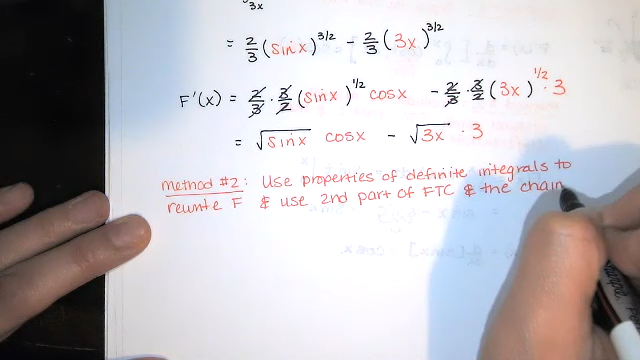 3x
= 2/3 (sin x)^3/2 - 2/3 (3x)^3/2
F'(x) = 2/3 · 3/2 (sin x)^1/2 cos x - 2/3 · 3/2 (3x)^1/2 · 3
= √sin x cos x - √3x · 3
Method #2: Use properties of definite integrals to
rewrite F & use 2nd part of FTC & the chain